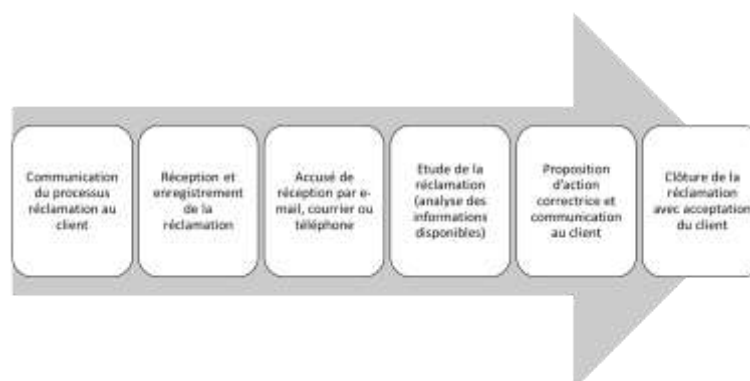 Communication
du processus
réclamation au
client
Réception et
enregistrement
de la
réclamation
Accusé de
réception par e-
mail, courrier ou
téléphone
Etude de la
réclamation
(analyse des
informations
disponibles)
Proposition
d'action
correctrice et
communication
au client
Clôture de la
réclamation
avec acceptation
du client